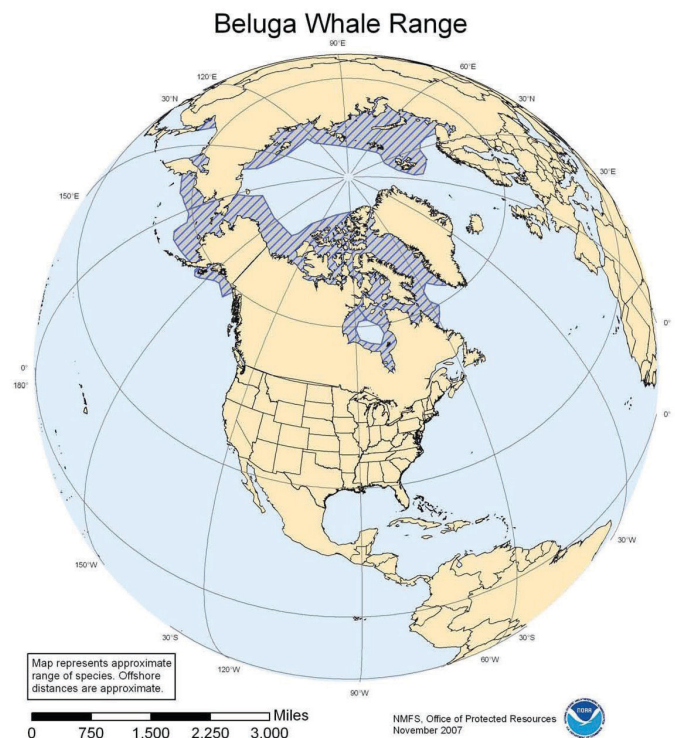 Beluga Whale Range
90°E
120°E
60°E
30°N
30°N
150°E
30°E
0°
180°
0°
0°
150°W
30°W
30°S
30°S
120°W
60°W
90°W
Map represents approximate
range of species. Offshore
distances are approximate.
Miles
0 750 1,500 2,250 3,000
NMFS, Office of Protected Resources
November 2007
NOAA